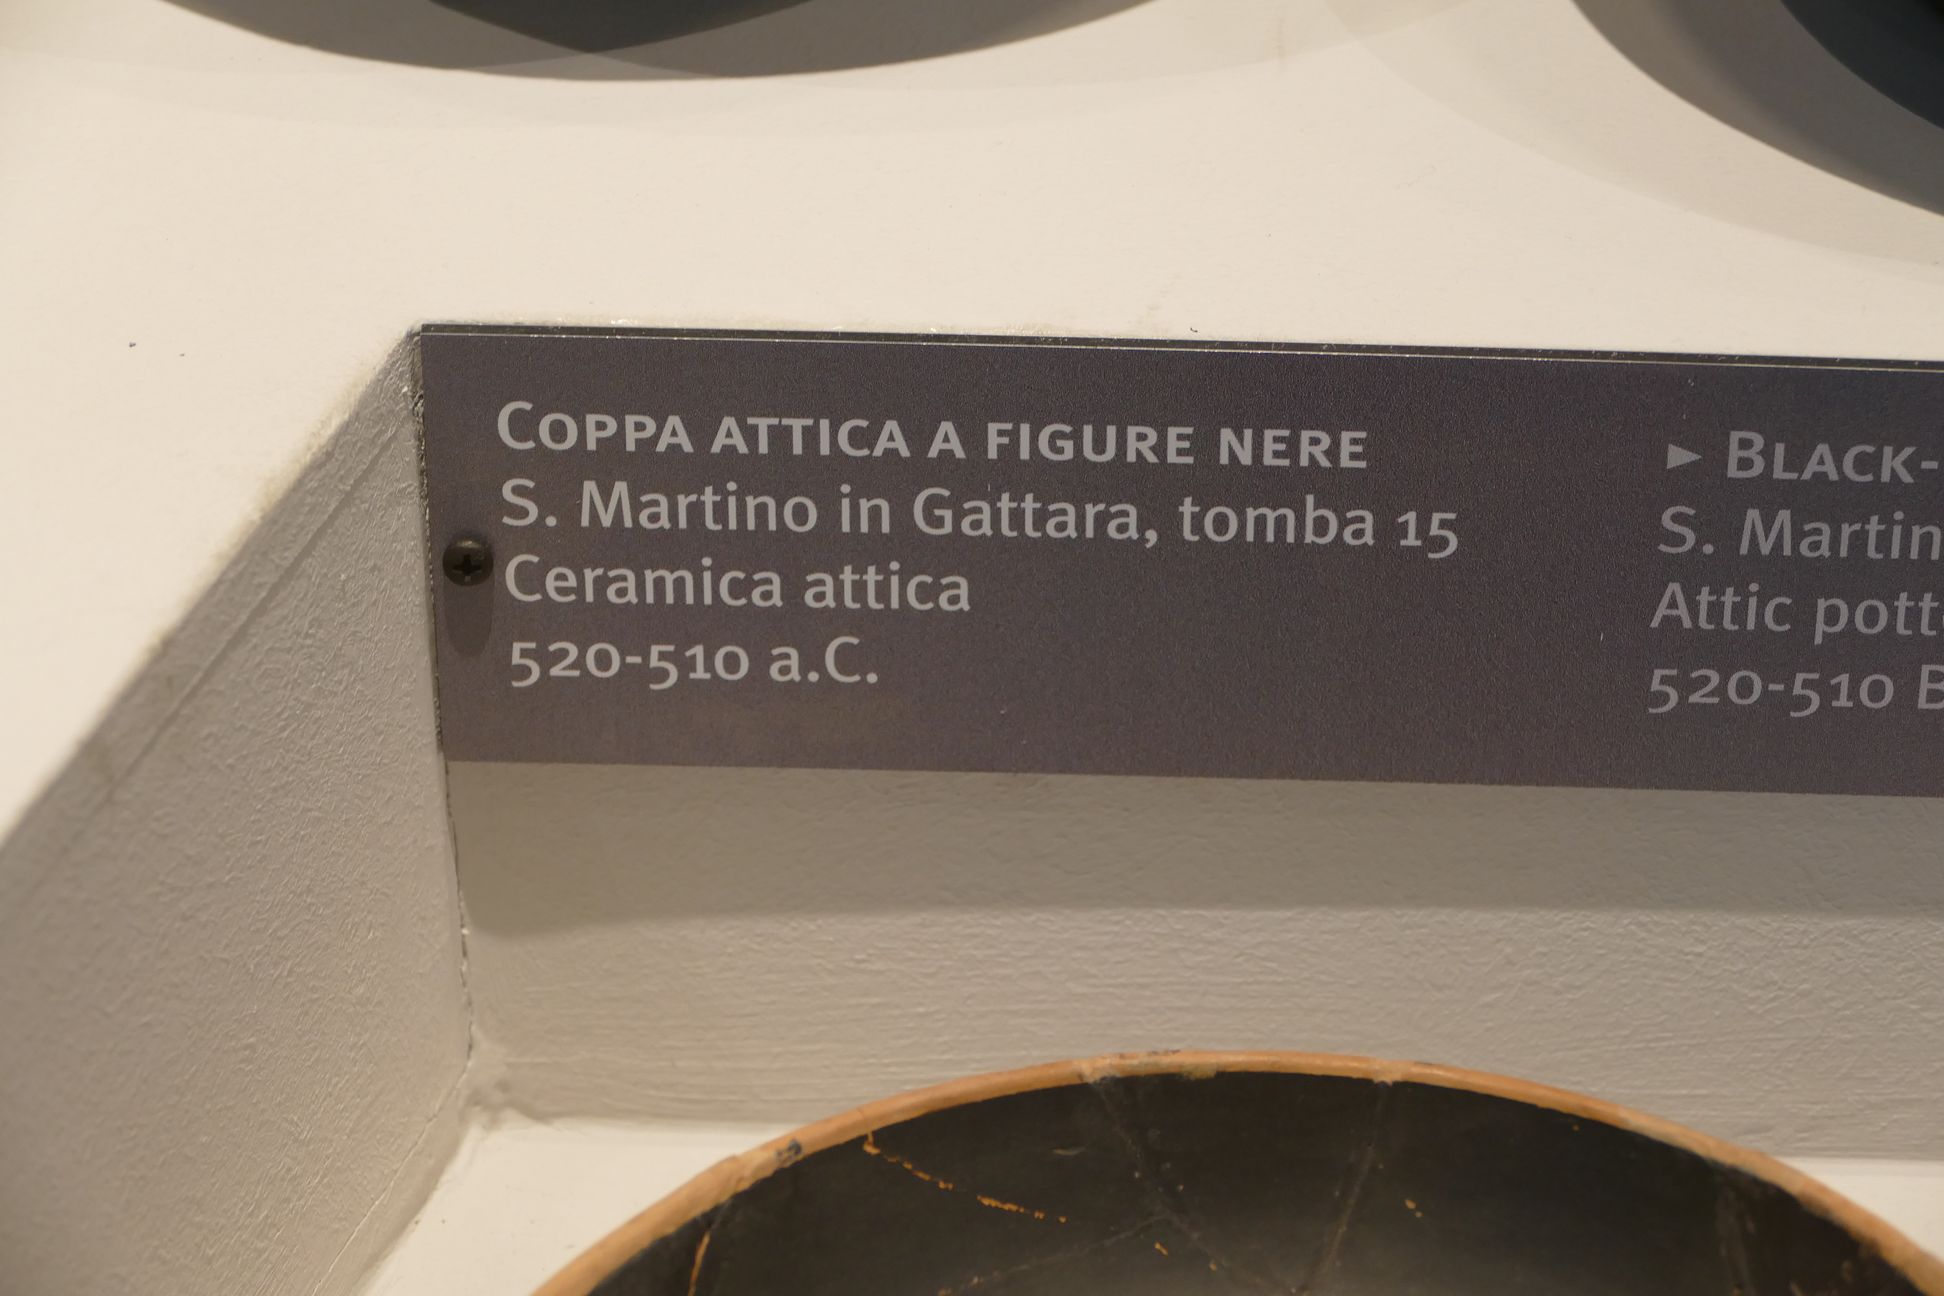 COPPA ATTICA A FIGURE NERE
S. Martino in Gattara, tomba 15
Ceramica attica
520-510 a.C.
► BLACK-
S. Martin
Attic pott
520-510 B